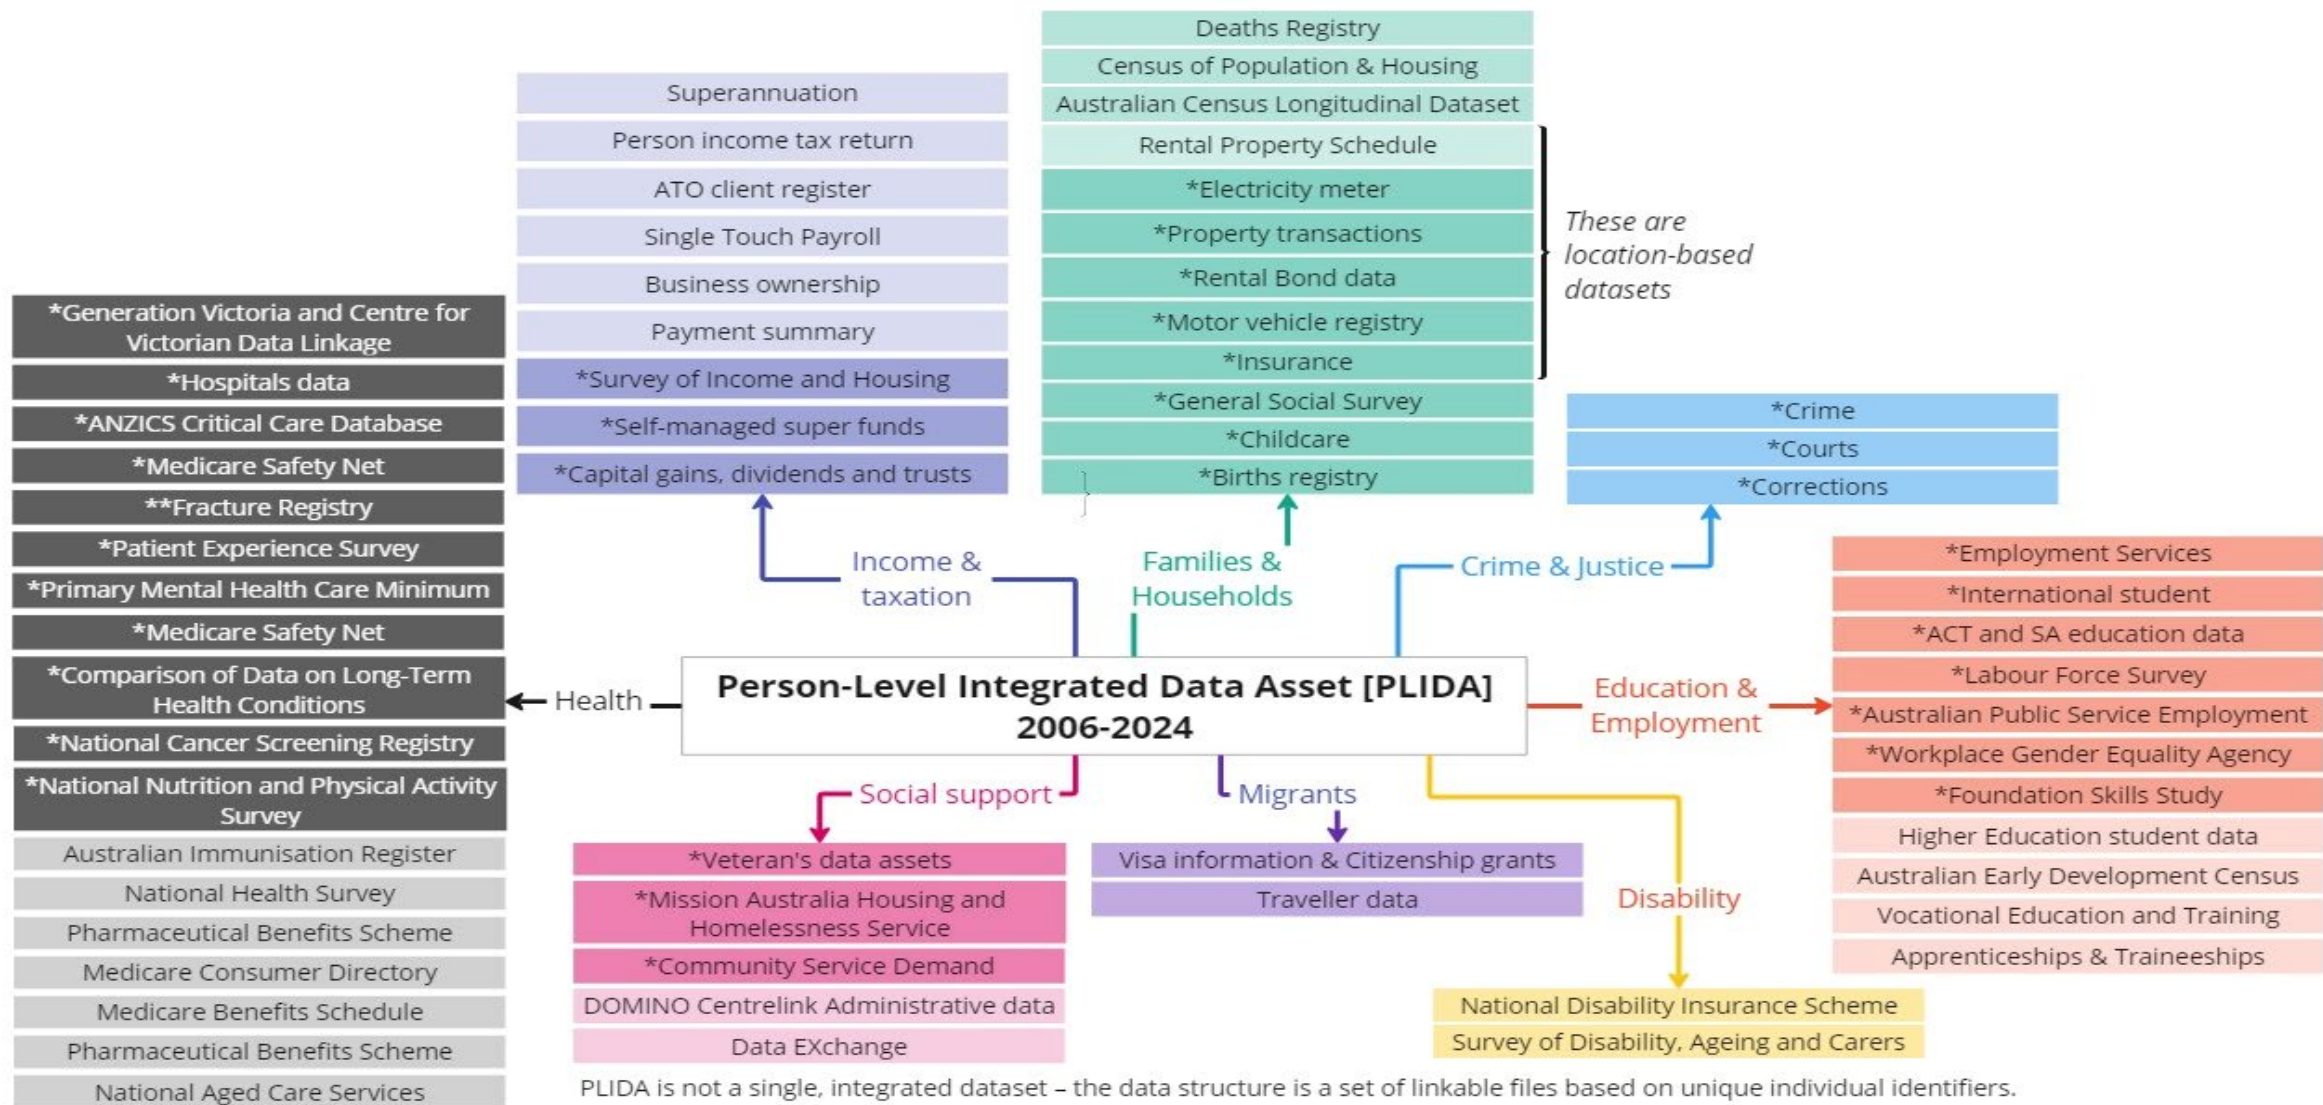 Deaths Registry
Census of Population & Housing
Australian Census Longitudinal Dataset
Rental Property Schedule
*Electricity meter
*Property transactions
*Rental Bond data
*Motor vehicle registry
*Insurance
*General Social Survey
*Childcare
*Births registry
These are
location-based
datasets
Superannuation
Person income tax return
ATO client register
Single Touch Payroll
Business ownership
Payment summary
*Survey of Income and Housing
*Self-managed super funds
*Capital gains, dividends and trusts
*Generation Victoria and Centre for
Victorian Data Linkage
*Hospitals data
*ANZICS Critical Care Database
*Medicare Safety Net
**Fracture Registry
*Patient Experience Survey
*Primary Mental Health Care Minimum
*Medicare Safety Net
*Comparison of Data on Long-Term
Health Conditions
*National Cancer Screening Registry
*National Nutrition and Physical Activity
Survey
Australian Immunisation Register
National Health Survey
Pharmaceutical Benefits Scheme
Medicare Consumer Directory
Medicare Benefits Schedule
Pharmaceutical Benefits Scheme
National Aged Care Services
*Crime
*Courts
*Corrections
Income &
taxation
Families &
Households
Crime & Justice
Health
Person-Level Integrated Data Asset [PLIDA]
2006-2024
Education &
Employment
*Employment Services
*International student
*ACT and SA education data
*Labour Force Survey
*Australian Public Service Employment
*Workplace Gender Equality Agency
*Foundation Skills Study
Higher Education student data
Australian Early Development Census
Vocational Education and Training
Apprenticeships & Traineeships
Social support
Migrants
Disability
*Veteran's data assets
*Mission Australia Housing and
Homelessness Service
*Community Service Demand
DOMINO Centrelink Administrative data
Data EXchange
Visa information & Citizenship grants
Traveller data
National Disability Insurance Scheme
Survey of Disability, Ageing and Carers
PLIDA is not a single, integrated dataset – the data structure is a set of linkable files based on unique individual identifiers.